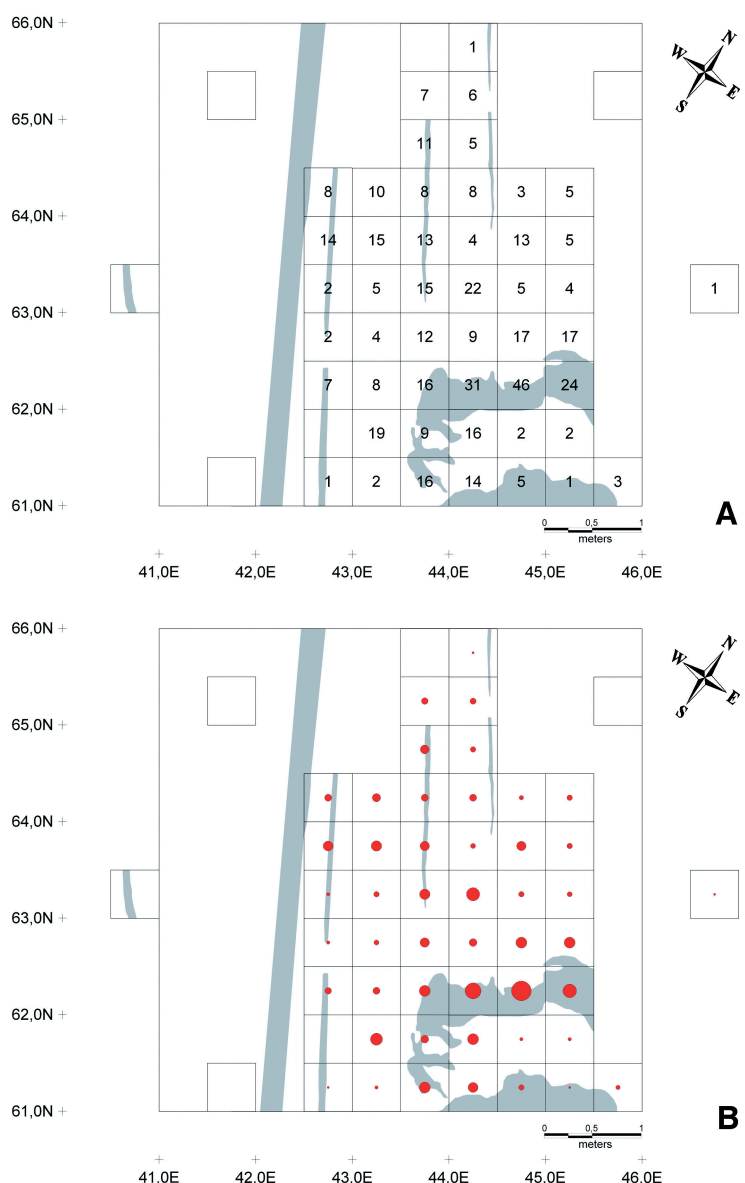 66,0N
1
N
W
E
S
7 6
65,0N
11 5
8 10 8 8 3 5
64,0N
14 15 13 4 13 5
2 5 15 22 5 4 1
63,0N
2 4 12 9 17 17
7 8 16 31 46 24
62,0N
19 9 16 2 2
1 2 16 14 5 1 3
61,0N
A
0 0,5 1
meters
41,0E 42,0E 43,0E 44,0E 45,0E 46,0E
66,0N
N
W
E
S
65,0N
64,0N
63,0N
62,0N
61,0N
B
0 0,5 1
meters
41.0E 42.0E 43.0E 44.0E 45.0E 46.0E